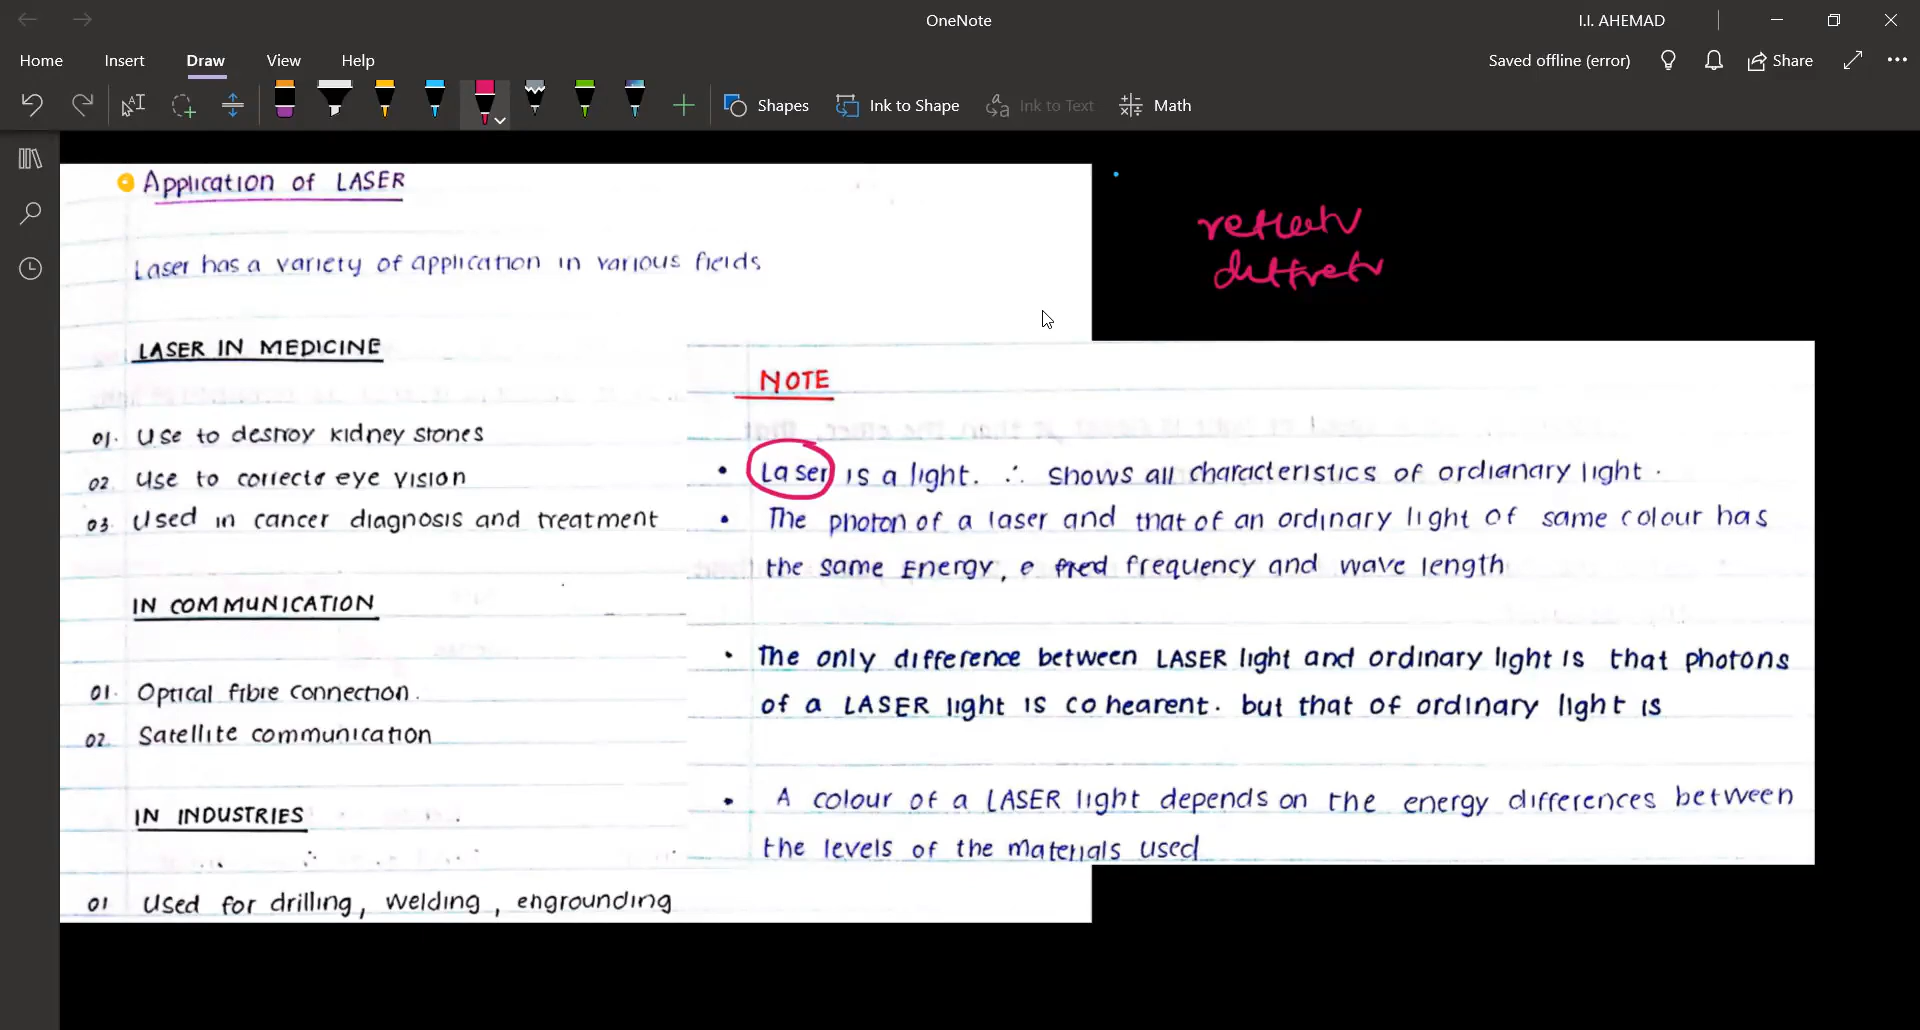 OneNote
I.I. AHEMAD
Home Insert Draw View Help
Saved offline (error)
Share
Shapes
Ink to Shape
Ink to Text
Math
Application of LASER
Laser has a variety of application in various fields
LASER IN MEDICINE
01. Use to destroy kidney stones
02. Use to correcte eye vision
03. Used in cancer diagnosis and treatment
IN COMMUNICATION
01. Optical fibre connection.
02. Satellite communication
IN INDUSTRIES
01 Used for drilling, welding, engrounding
NOTE
• Laser is a light. ∴ shows all characteristics of ordianary light.
• The photon of a laser and that of an ordinary light of same colour has
the same Energy, e fred frequency and wave length
• The only difference between LASER light and ordinary light is that photons
of a LASER light is cohearent. but that of ordinary light is
• A colour of a LASER light depends on the energy differences between
the levels of the materials used